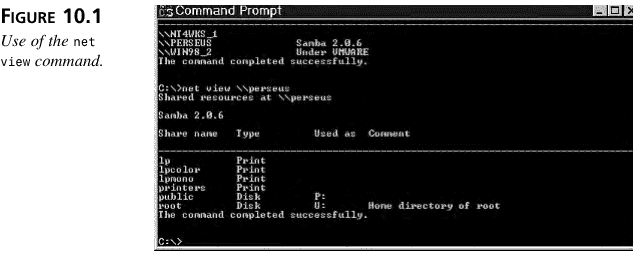 FIGURE 10.1
Use of the net
view command.
Command Prompt
\\NT4WKS_1
\\PERSEUS Samba 2.0.6
\\WIN98_2 Under VMWARE
The command completed successfully.
C:\>net view \\perseus
Shared resources at \\perseus
Samba 2.0.6
Share name Type Used as Comment
lp Print
lpcolor Print
lpmono Print
printers Print
public Disk P:
root Disk U: Home directory of root
The command completed successfully.
C:\>